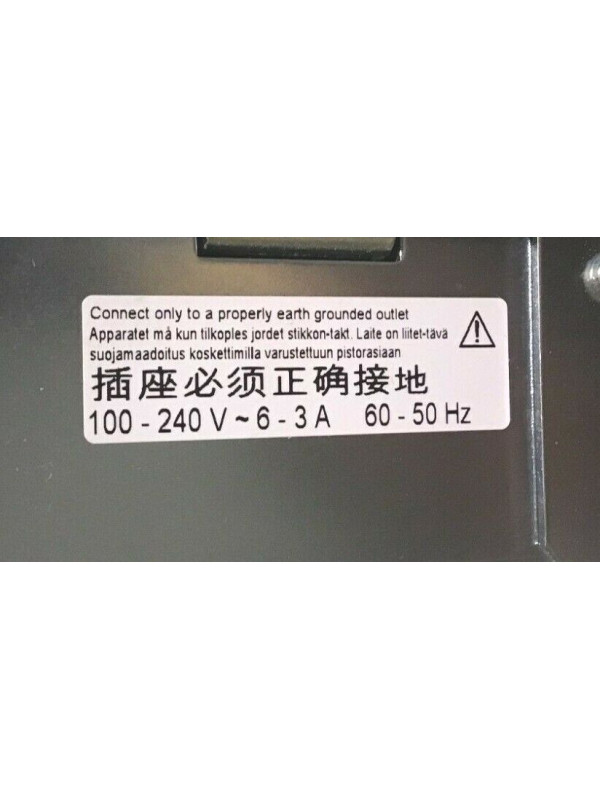 Connect only to a properly earth grounded outlet
Apparatet må kun tilkoples jordet stikkon-takt. Laite on liitet-tävä
suojamaadoitus koskettimilla varustettuun pistorasiaan
插座必须正确接地
100 - 240 V ~ 6 - 3 A 60 - 50 Hz